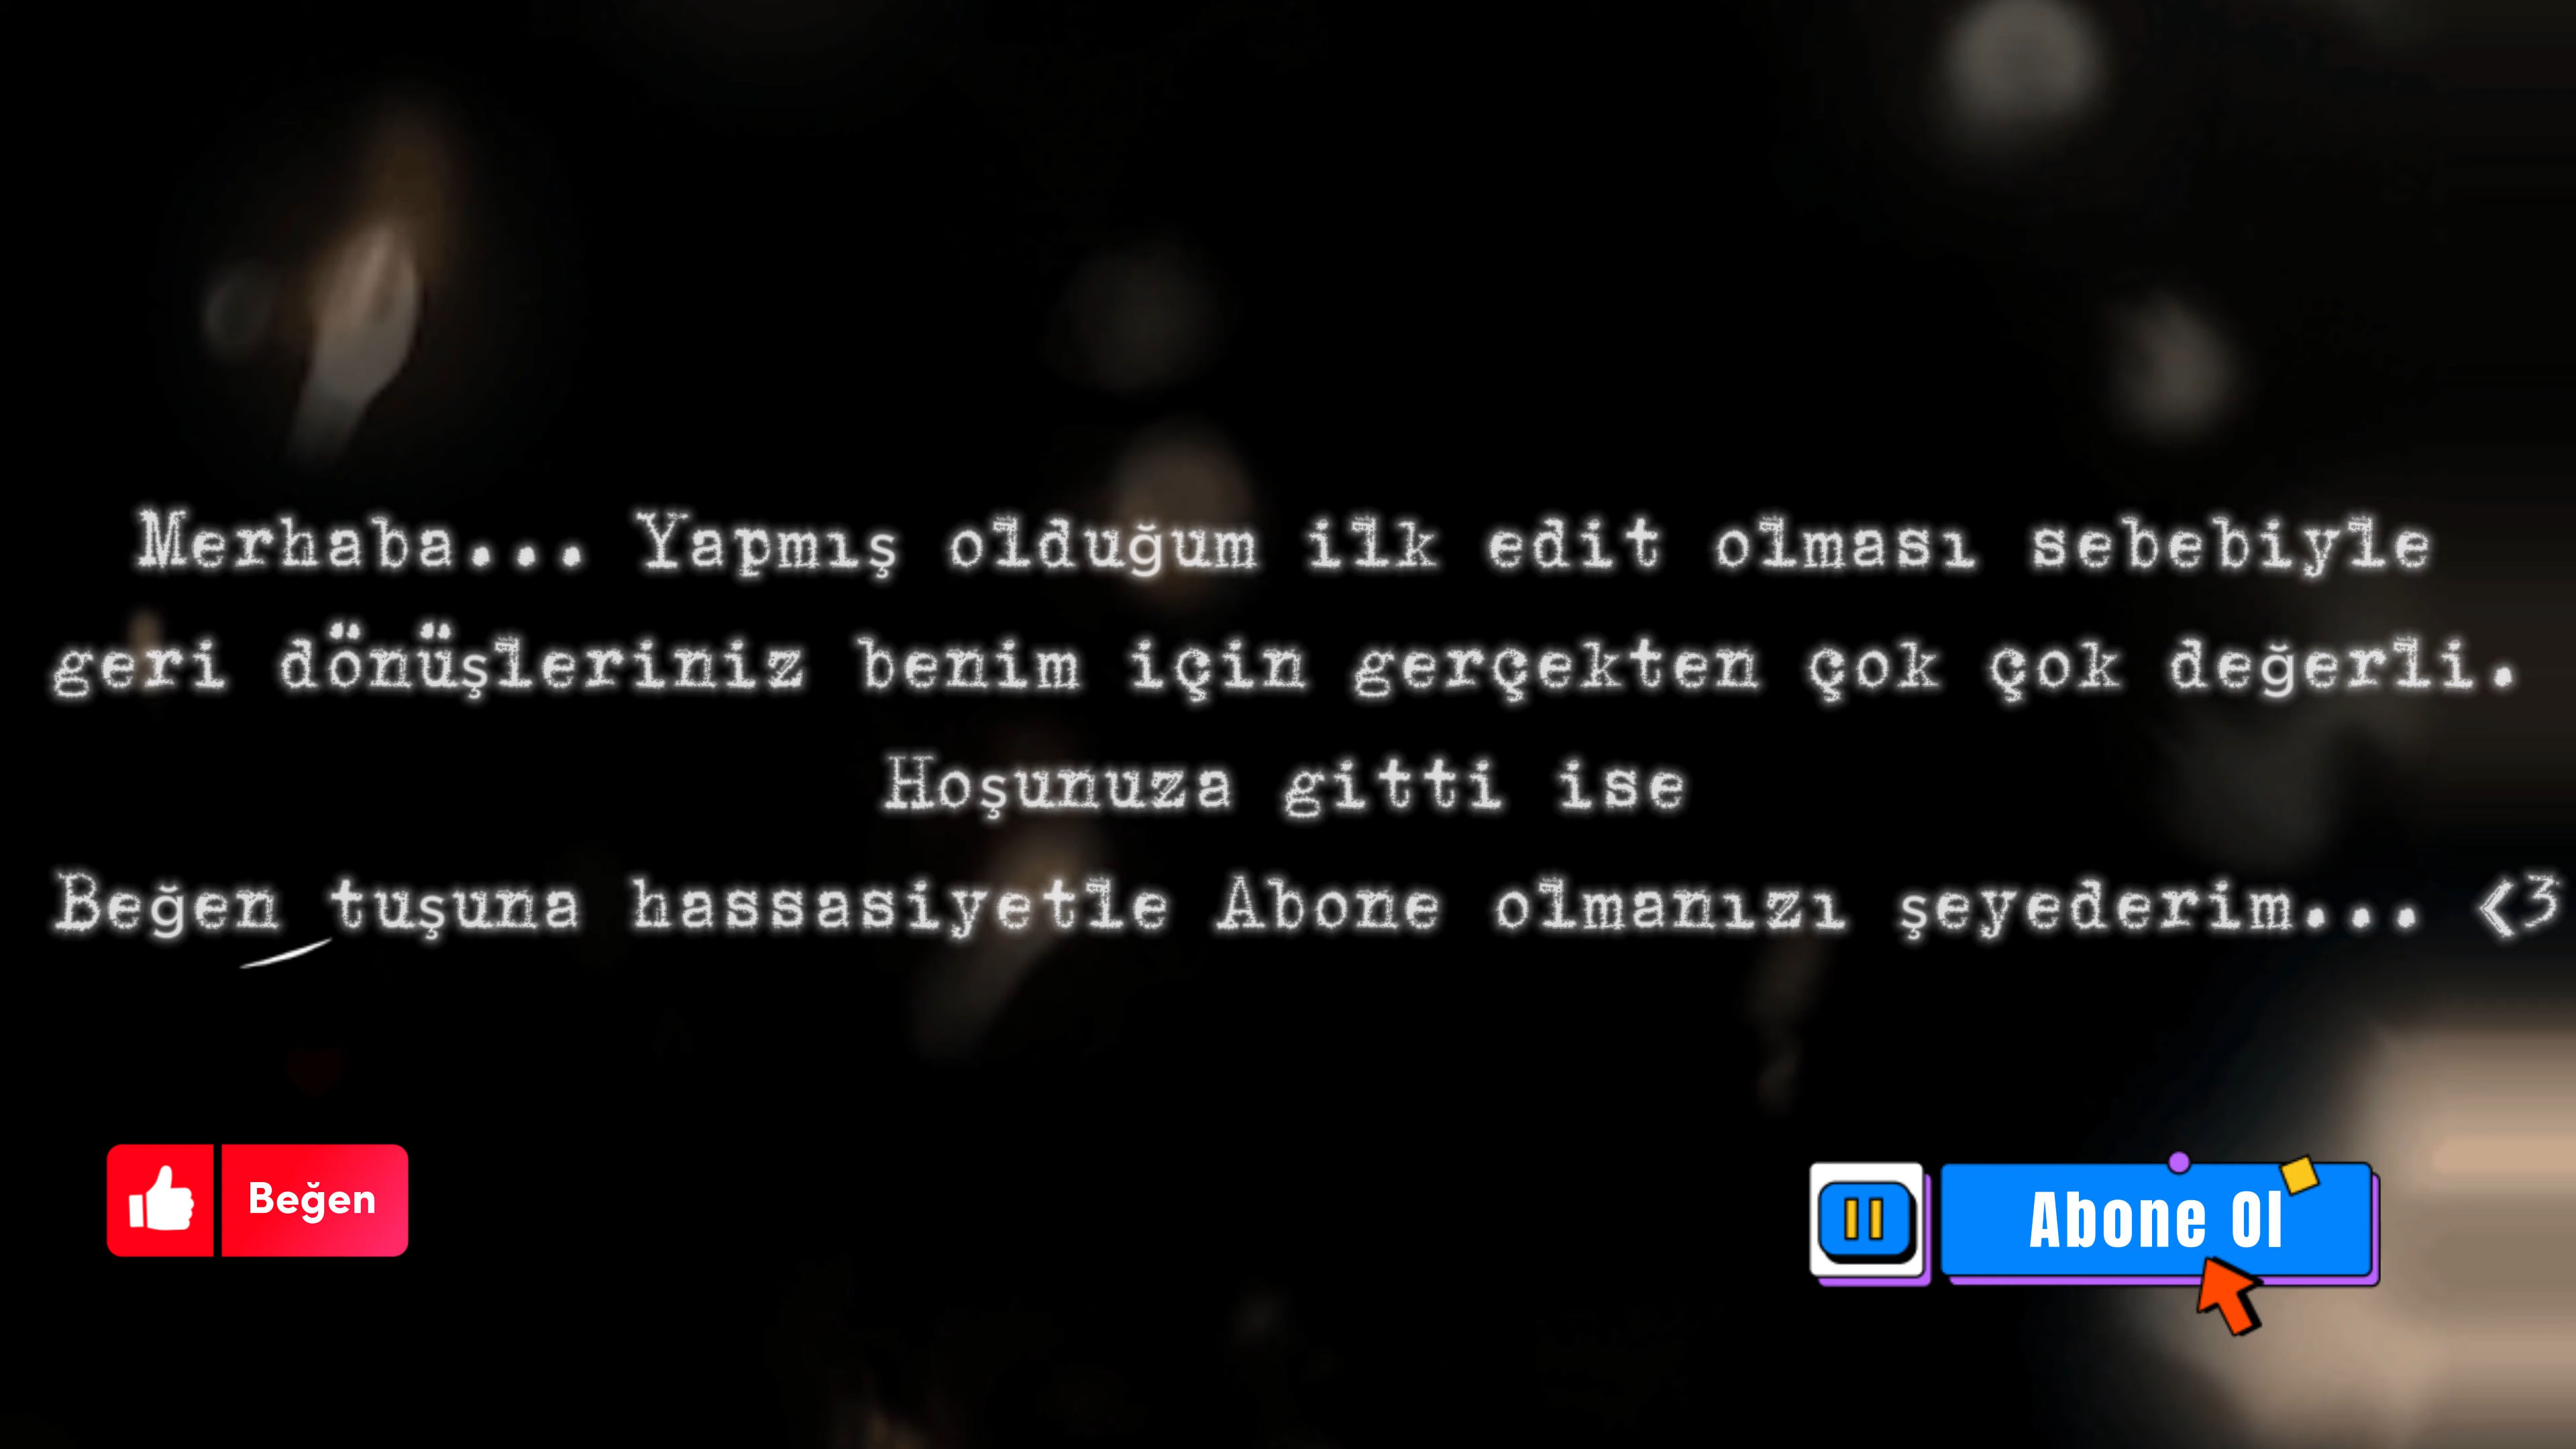 Merhaba... Yapmış olduğum ilk edit olması sebebiyle
geri dönüşleriniz benim için gerçekten çok çok değerli.
Hoşunuza gitti ise
Beğen tuşuna hassasiyetle Abone olmanızı şeyederim... <3
Beğen
Abone Ol